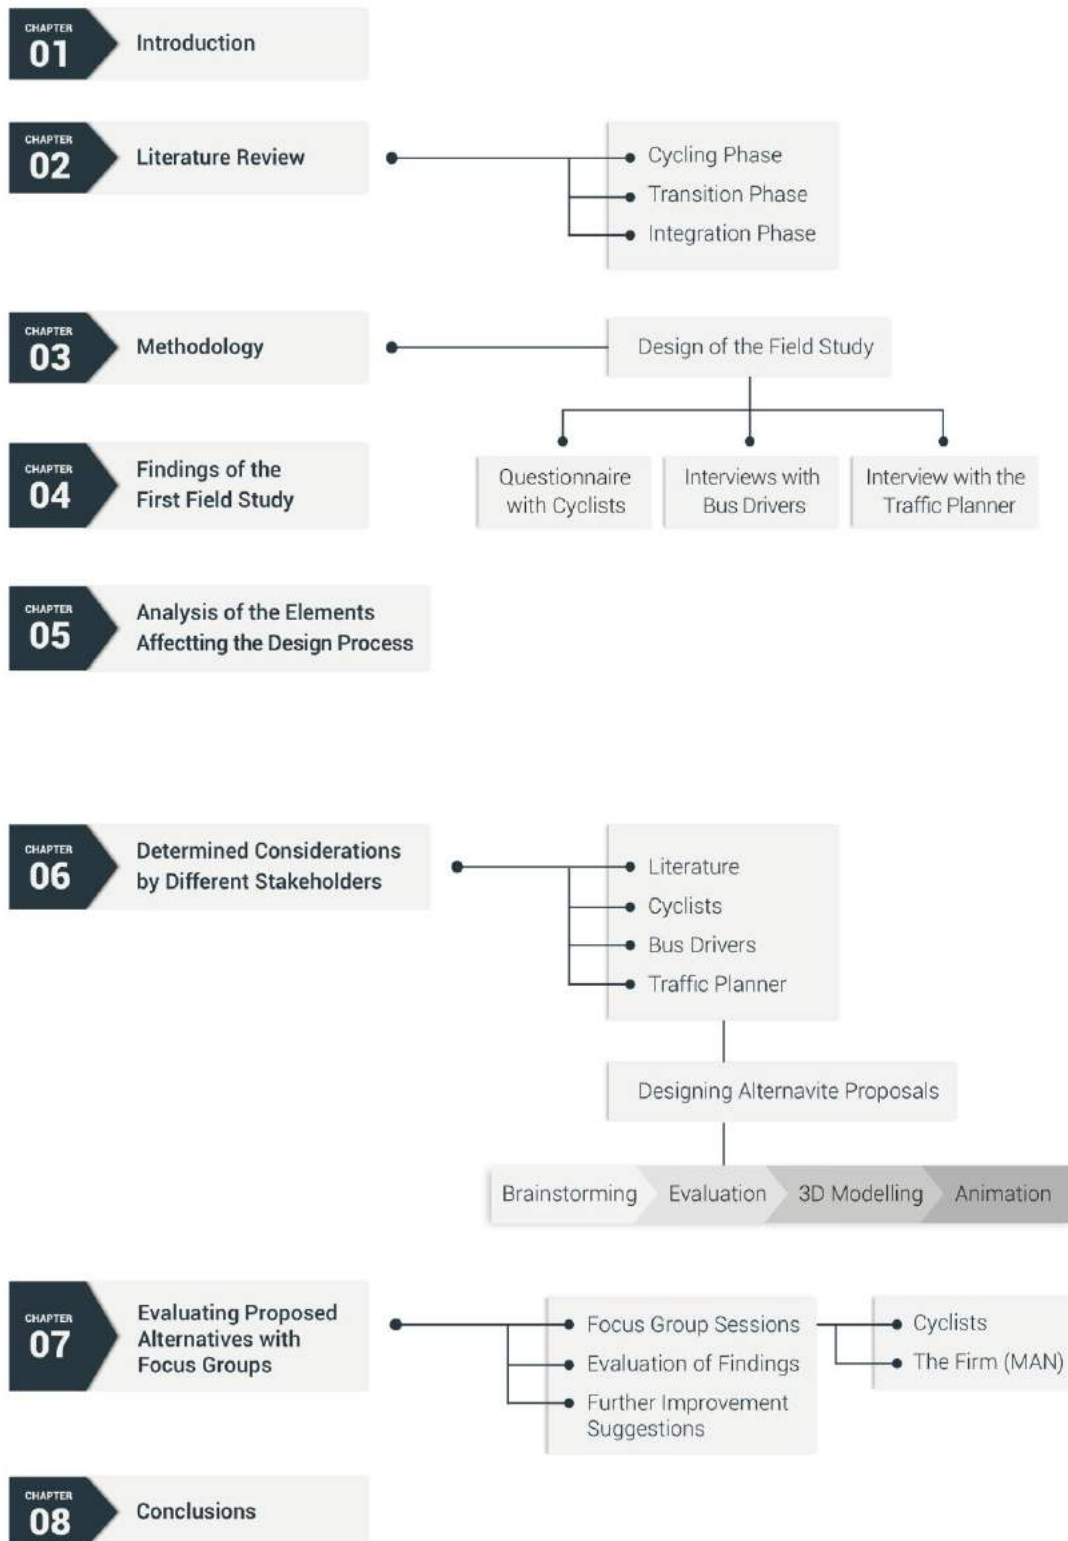 CHAPTER
01
Introduction
CHAPTER
02
Literature Review
Cycling Phase
Transition Phase
Integration Phase
CHAPTER
03
Methodology
Design of the Field Study
CHAPTER
04
Findings of the
First Field Study
Questionnaire
with Cyclists
Interviews with
Bus Drivers
Interview with the
Traffic Planner
CHAPTER
05
Analysis of the Elements
Affectting the Design Process
CHAPTER
06
Determined Considerations
by Different Stakeholders
Literature
Cyclists
Bus Drivers
Traffic Planner
Designing Alternavite Proposals
Brainstorming
Evaluation
3D Modelling
Animation
CHAPTER
07
Evaluating Proposed
Alternatives with
Focus Groups
Focus Group Sessions
Evaluation of Findings
Further Improvement
Suggestions
Cyclists
The Firm (MAN)
CHAPTER
08
Conclusions